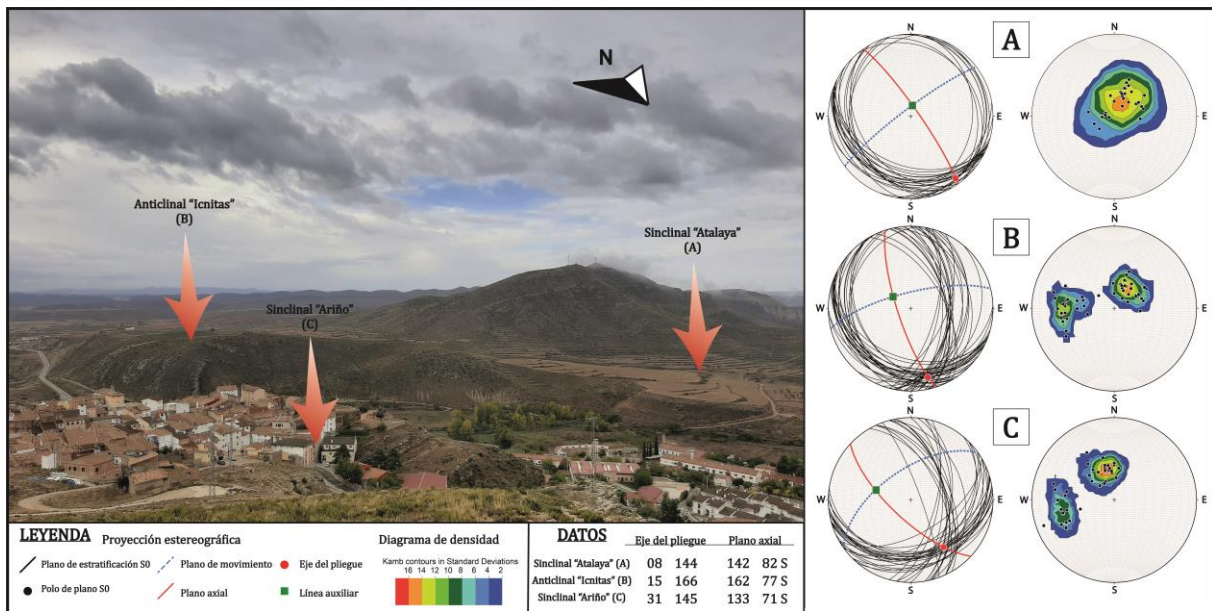 N
Anticlinal "Icnitas"
(B)
Sinclinal "Atalaya"
(A)
Sinclinal "Ariño"
(C)
A
N
W
E
S
N
W
E
S
B
N
W
E
S
N
W
E
S
C
N
W
E
S
N
W
E
S
LEYENDA Proyección estereográfica
Plano de estratificación S0
Plano de movimiento
Eje del pliegue
Polo de plano S0
Plano axial
Línea auxiliar
Diagrama de densidad
Kamb contours in Standard Deviations
16 14 12 10 8 6 4 2
DATOS Eje del pliegue Plano axial
Sinclinal "Atalaya" (A) 08 144 142 82 S
Anticlinal "Icnitas" (B) 15 166 162 77 S
Sinclinal "Ariño" (C) 31 145 133 71 S